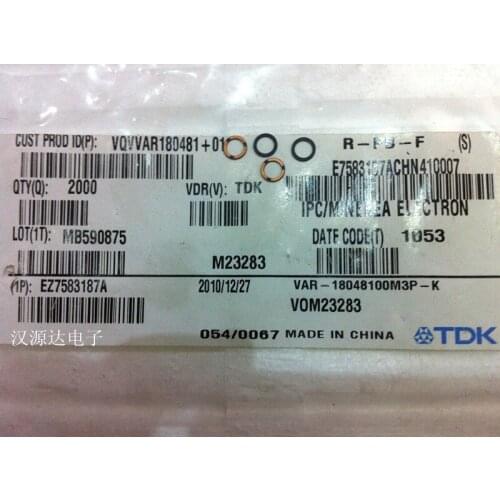 CUST PROD ID(P): VQVVAR180481+01 R-PB-F (S)
E7583187ACHN410007
QTY(Q): 2000 VDR(V): TDK
IPC/MINEBEA ELECTRON
LOT(1T): MB590875 DATE CODE(T) 1053
M23283
(1P): EZ7583187A 2010/12/27 VAR-18048100M3P-K
VOM23283
汉源达电子
054/0067 MADE IN CHINA TDK